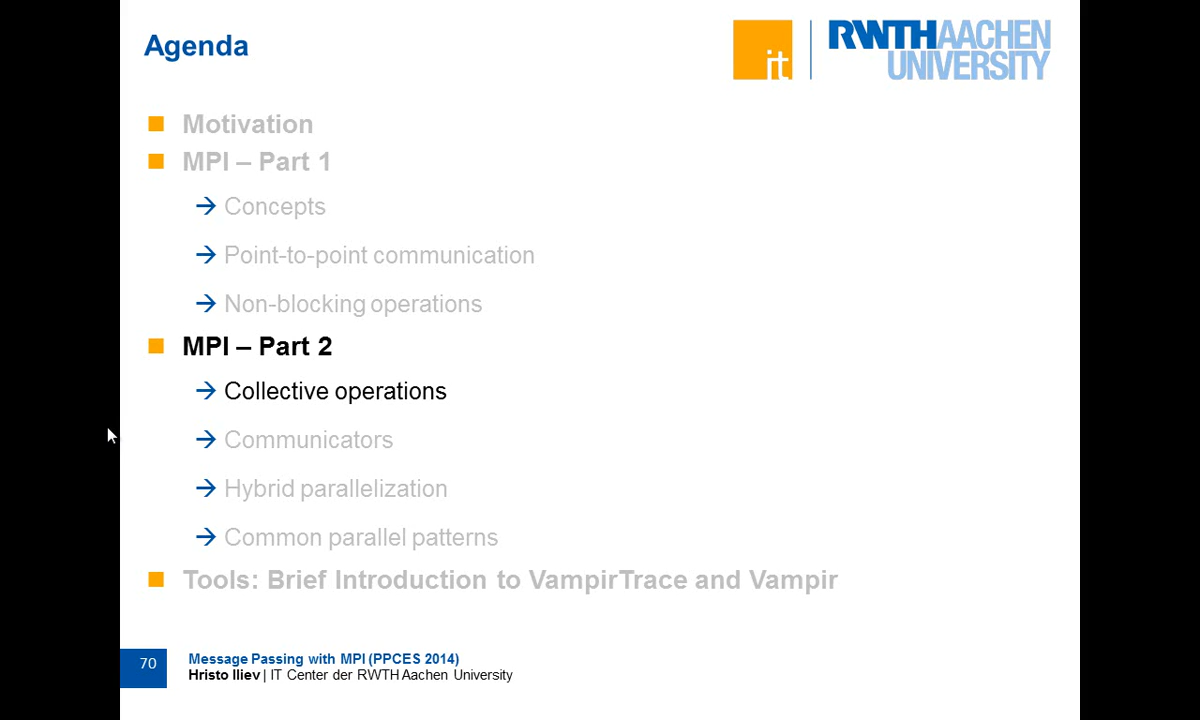 Agenda
it
RWTHAACHEN
UNIVERSITY
Motivation
MPI – Part 1
Concepts
Point-to-point communication
Non-blocking operations
MPI – Part 2
Collective operations
Communicators
Hybrid parallelization
Common parallel patterns
Tools: Brief Introduction to VampirTrace and Vampir
70
Message Passing with MPI (PPCES 2014)
Hristo Iliev | IT Center der RWTH Aachen University